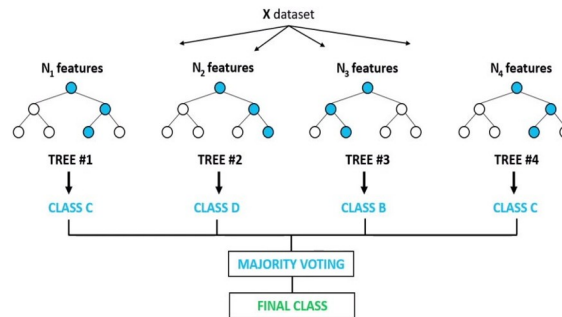 X dataset
N₁ features N₂ features N₃ features N₄ features
TREE #1 TREE #2 TREE #3 TREE #4
CLASS C CLASS D CLASS B CLASS C
MAJORITY VOTING
FINAL CLASS